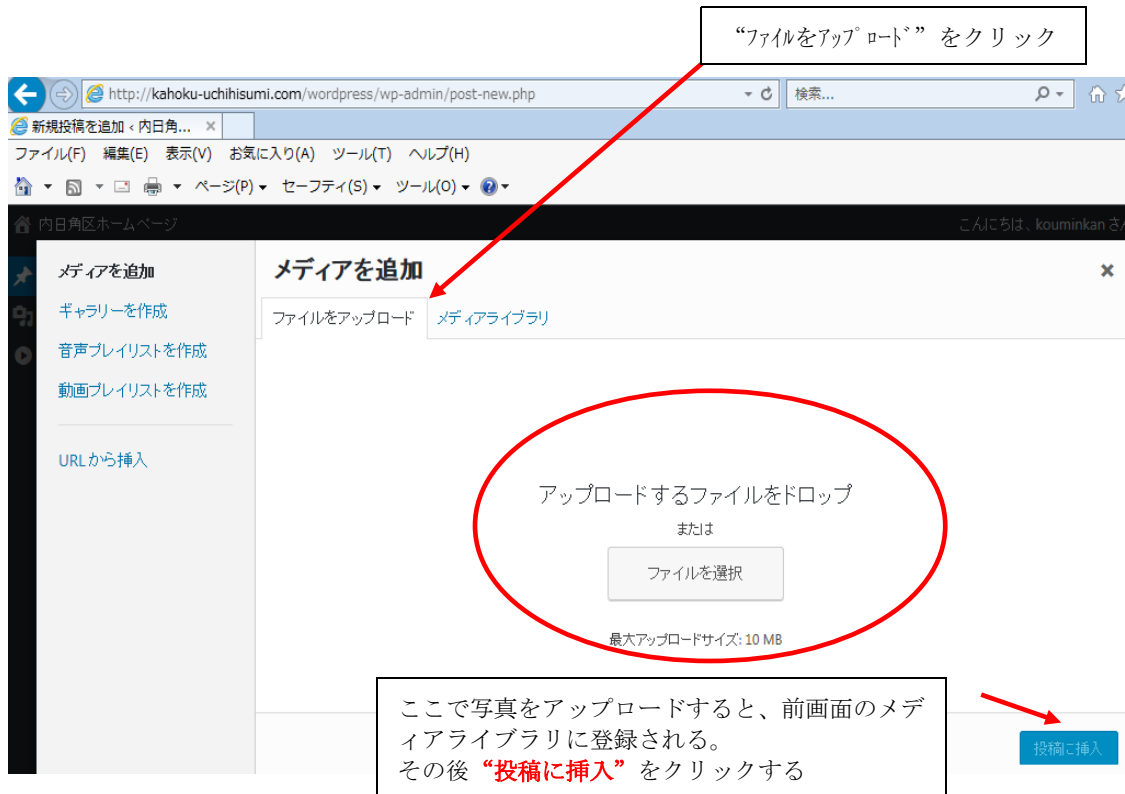 “ﾌｧｲﾙをｱｯﾌﾟﾛｰﾄﾞ”をクリック
http://kahoku-uchihisumi.com/wordpress/wp-admin/post-new.php
検索...
新規投稿を追加 ‹ 内日角...
ファイル(F) 編集(E) 表示(V) お気に入り(A) ツール(T) ヘルプ(H)
ページ(P) セーフティ(S) ツール(O)
内日角区ホームページ
こんにちは、kouminkan さん
メディアを追加
ギャラリーを作成
音声プレイリストを作成
動画プレイリストを作成
URL から挿入
メディアを追加
ファイルをアップロード メディアライブラリ
アップロードするファイルをドロップ
または
ファイルを選択
最大アップロードサイズ: 10 MB
ここで写真をアップロードすると、前画面のメデ
ィアライブラリに登録される。
その後“投稿に挿入”をクリックする
投稿に挿入